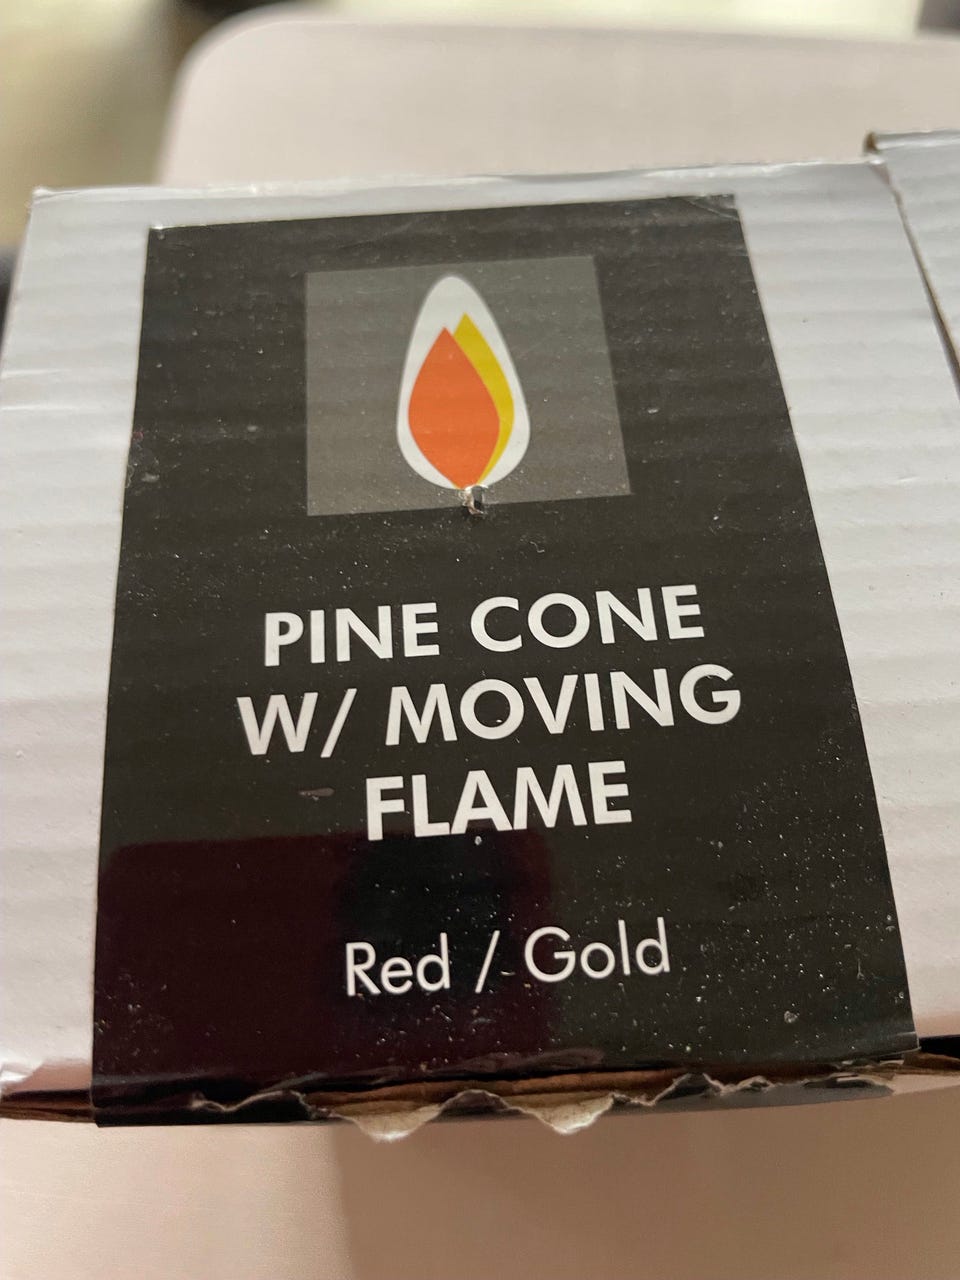 PINE CONE
W/ MOVING
FLAME
Red / Gold